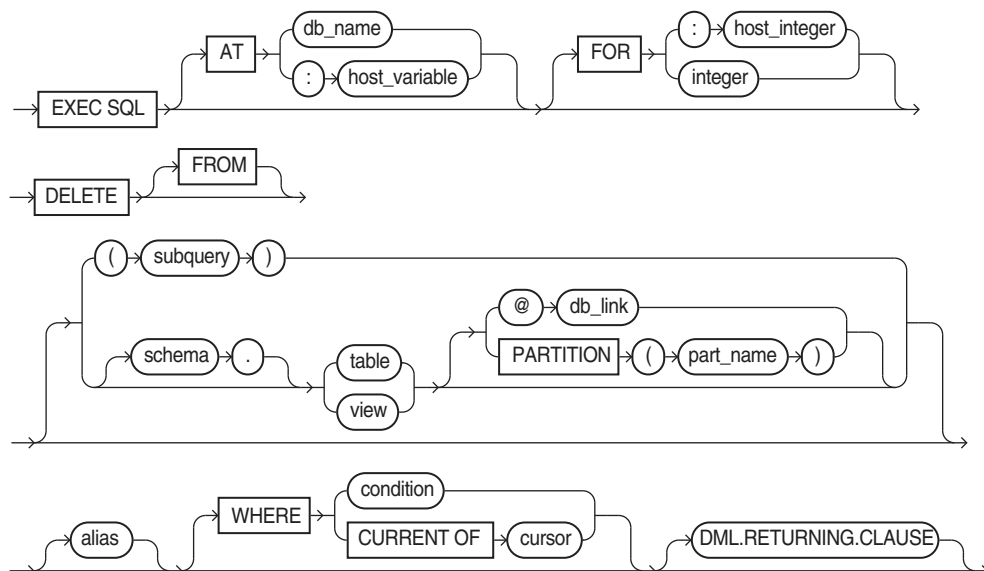 AT db_name : host_variable FOR : host_integer integer
EXEC SQL
DELETE FROM
( subquery )
schema . table view @ db_link PARTITION ( part_name )
alias WHERE condition CURRENT OF cursor DML.RETURNING.CLAUSE